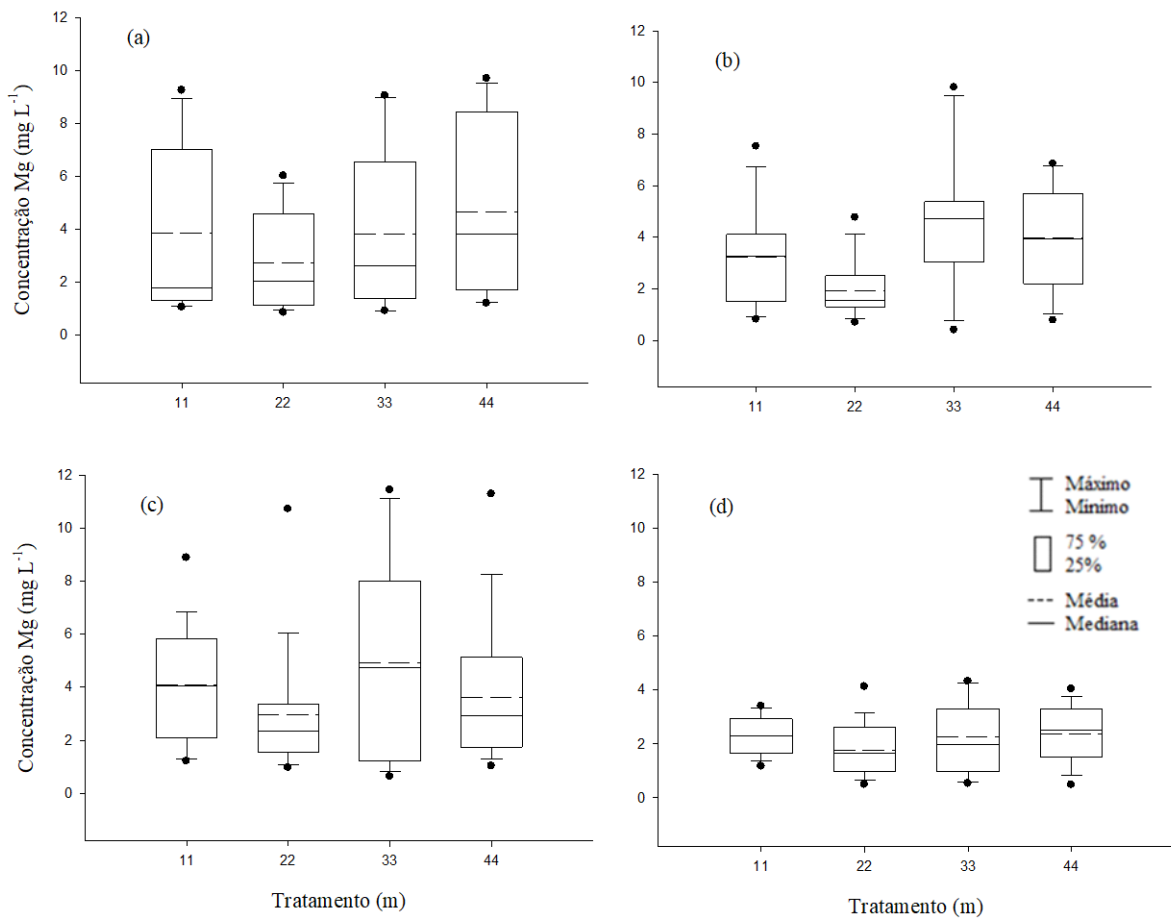 (a)
12
10
8
6
4
2
0
Concentração Mg (mg L⁻¹)
11 22 33 44
(b)
12
10
8
6
4
2
0
11 22 33 44
(c)
12
10
8
6
4
2
0
Concentração Mg (mg L⁻¹)
11 22 33 44
Tratamento (m)
(d)
12
10
8
6
4
2
0
Máximo
Mínimo
75 %
25%
Média
Mediana
11 22 33 44
Tratamento (m)